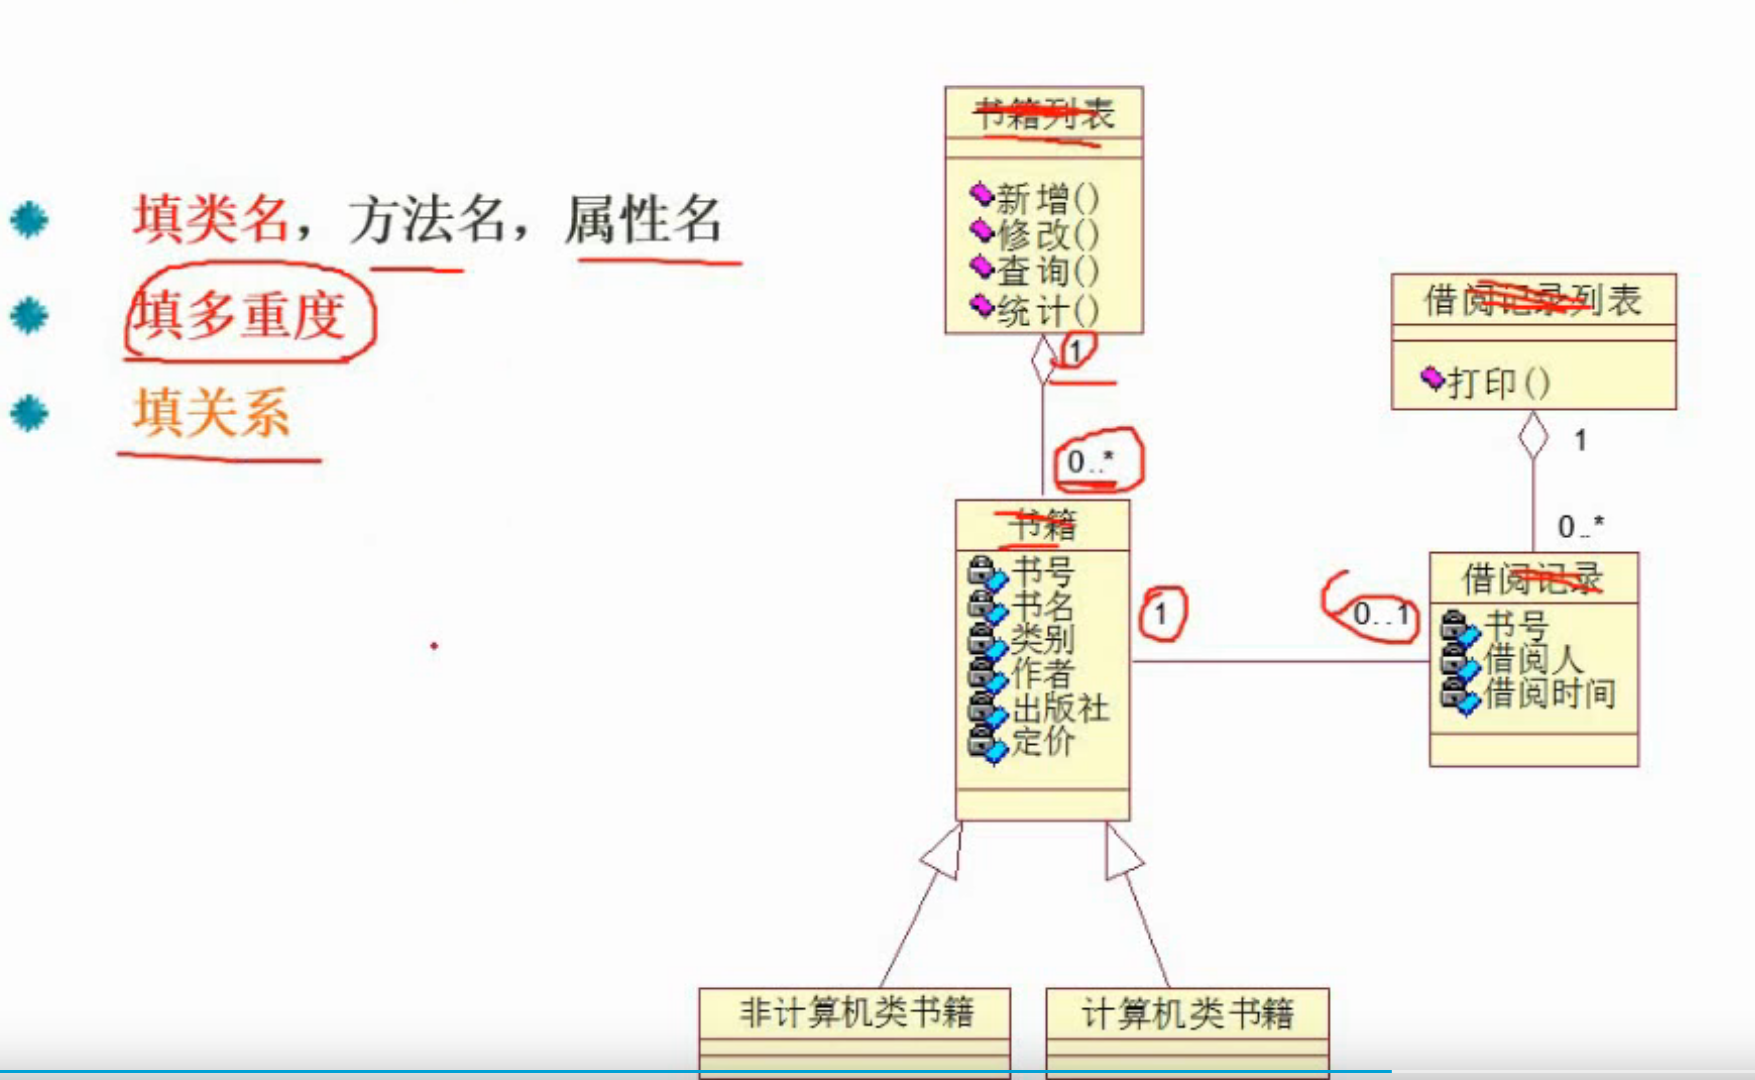 填类名，方法名，属性名
填多重度
填关系
书籍列表
新增()
修改()
查询()
统计()
1
0..*
书籍
书号
书名
类别
作者
出版社
定价
1
0..1
借阅记录列表
打印()
1
0..*
借阅记录
书号
借阅人
借阅时间
非计算机类书籍
计算机类书籍